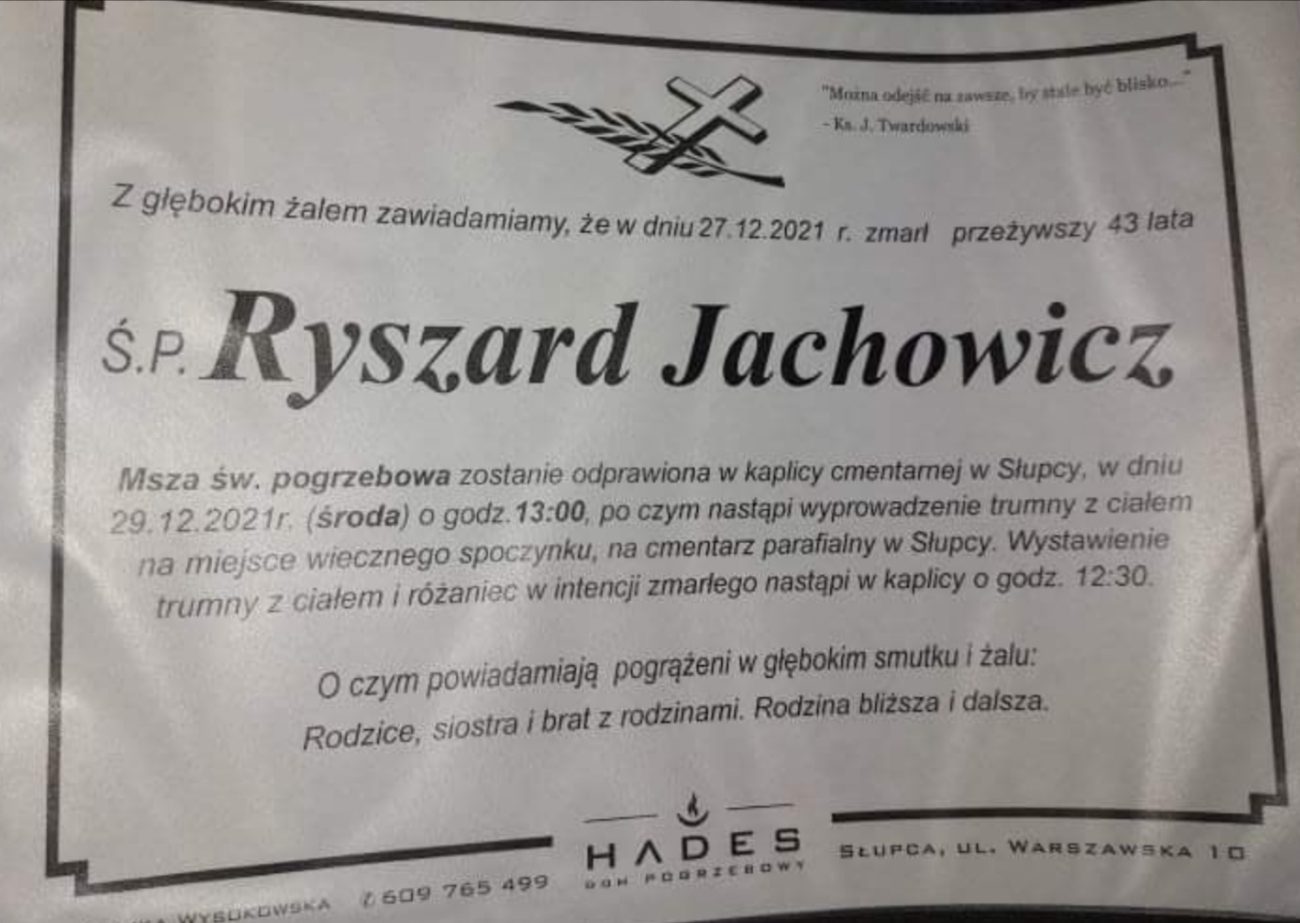 "Można odejść na zawsze, by stale być blisko..."
- Ks. J. Twardowski
Z głębokim żalem zawiadamiamy, że w dniu 27.12.2021 r. zmarł przeżywszy 43 lata
Ś.P. Ryszard Jachowicz
Msza św. pogrzebowa zostanie odprawiona w kaplicy cmentarnej w Słupcy, w dniu
29.12.2021r. (środa) o godz.13:00, po czym nastąpi wyprowadzenie trumny z ciałem
na miejsce wiecznego spoczynku, na cmentarz parafialny w Słupcy. Wystawienie
trumny z ciałem i różaniec w intencji zmarłego nastąpi w kaplicy o godz. 12:30.
O czym powiadamiają pogrążeni w głębokim smutku i żalu:
Rodzice, siostra i brat z rodzinami. Rodzina bliższa i dalsza.
HADES
DOM POGRZEBOWY
SŁUPCA, UL. WARSZAWSKA 10
WYSOKOWSKA ✆ 609 765 499